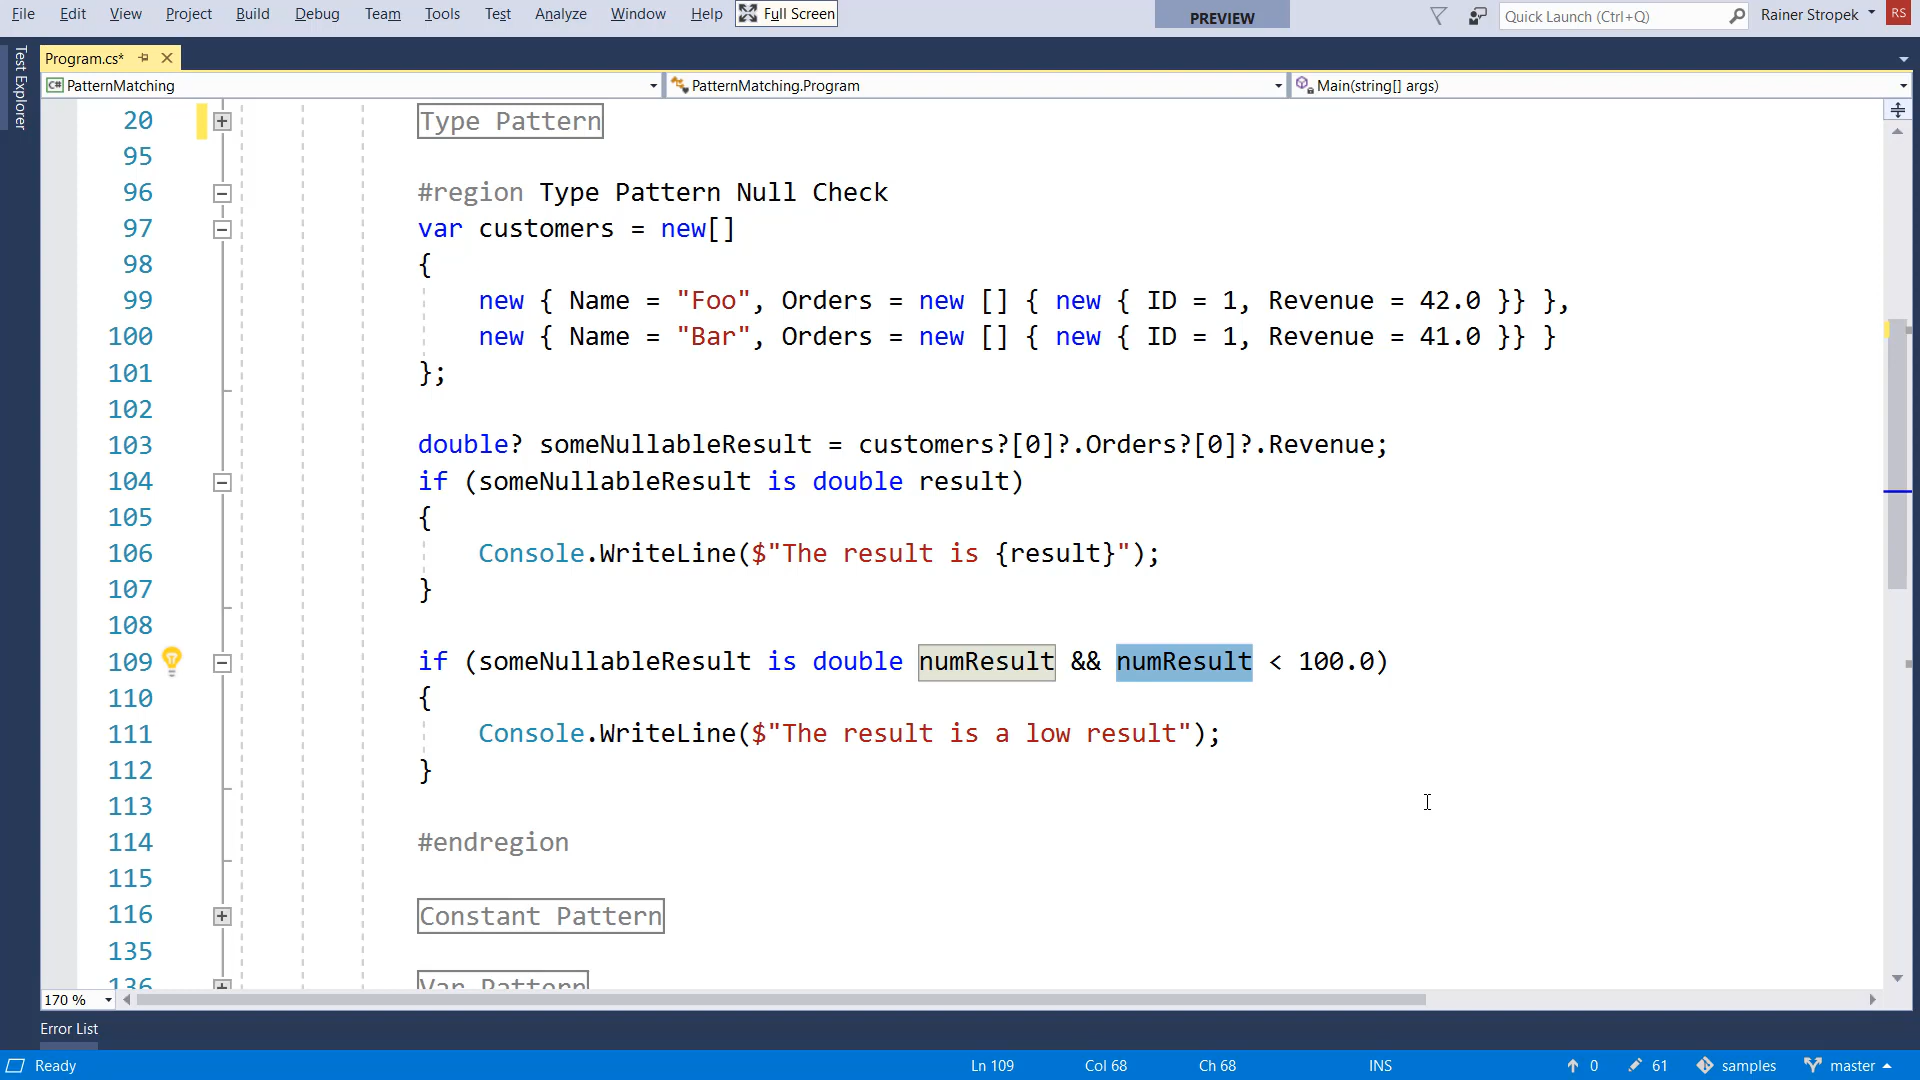 File Edit View Project Build Debug Team Tools Test Analyze Window Help Full Screen PREVIEW Quick Launch (Ctrl+Q) Rainer Stropek RS
Test Explorer
Program.cs*
C# PatternMatching PatternMatching.Program Main(string[] args)
20 Type Pattern
95
96 #region Type Pattern Null Check
97 var customers = new[]
98 {
99 new { Name = "Foo", Orders = new [] { new { ID = 1, Revenue = 42.0 }} },
100 new { Name = "Bar", Orders = new [] { new { ID = 1, Revenue = 41.0 }} }
101 };
102
103 double? someNullableResult = customers?[0]?.Orders?[0]?.Revenue;
104 if (someNullableResult is double result)
105 {
106 Console.WriteLine($"The result is {result}");
107 }
108
109 if (someNullableResult is double numResult && numResult < 100.0)
110 {
111 Console.WriteLine($"The result is a low result");
112 }
113
114 #endregion
115
116 Constant Pattern
135
136 Var Pattern
170 %
Error List
Ready Ln 109 Col 68 Ch 68 INS 0 61 samples master